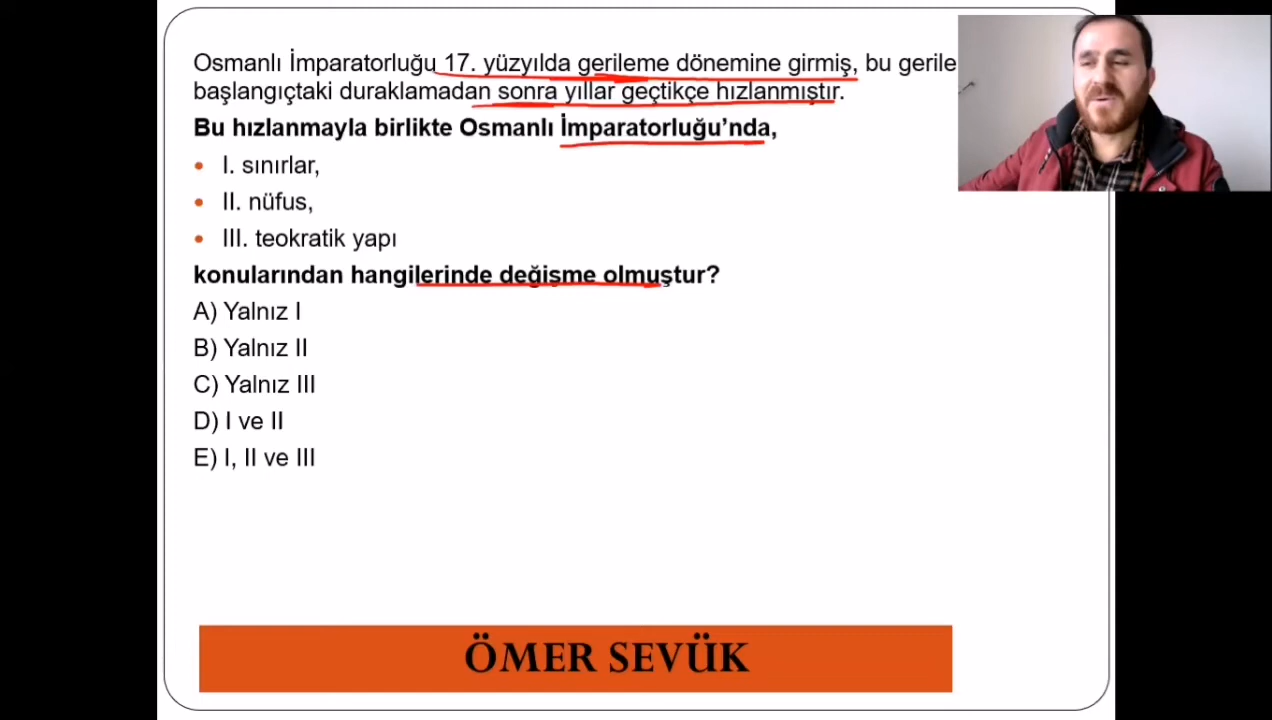 Osmanlı İmparatorluğu 17. yüzyılda gerileme dönemine girmiş, bu gerile
başlangıçtaki duraklamadan sonra yıllar geçtikçe hızlanmıştır.
Bu hızlanmayla birlikte Osmanlı İmparatorluğu’nda,
• I. sınırlar,
• II. nüfus,
• III. teokratik yapı
konularından hangilerinde değişme olmuştur?
A) Yalnız I
B) Yalnız II
C) Yalnız III
D) I ve II
E) I, II ve III
ÖMER SEVÜK